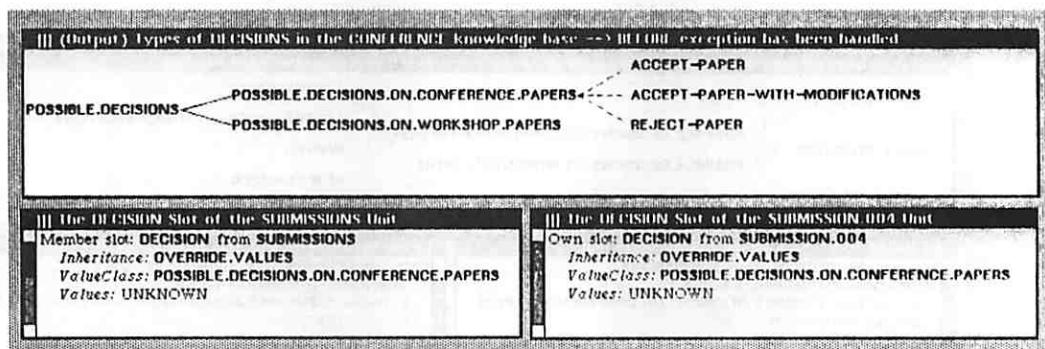 (Output) Types of DECISIONS in the CONFERENCE knowledge base --> BEFORE exception has been handled
POSSIBLE.DECISIONS
POSSIBLE.DECISIONS.ON.CONFERENCE.PAPERS
POSSIBLE.DECISIONS.ON.WORKSHOP.PAPERS
ACCEPT-PAPER
ACCEPT-PAPER-WITH-MODIFICATIONS
REJECT-PAPER
The DECISION Slot of the SUBMISSIONS Unit
Member slot: DECISION from SUBMISSIONS
Inheritance: OVERRIDE.VALUES
ValueClass: POSSIBLE.DECISIONS.ON.CONFERENCE.PAPERS
Values: UNKNOWN
The DECISION Slot of the SUBMISSION.004 Unit
Own slot: DECISION from SUBMISSION.004
Inheritance: OVERRIDE.VALUES
ValueClass: POSSIBLE.DECISIONS.ON.CONFERENCE.PAPERS
Values: UNKNOWN